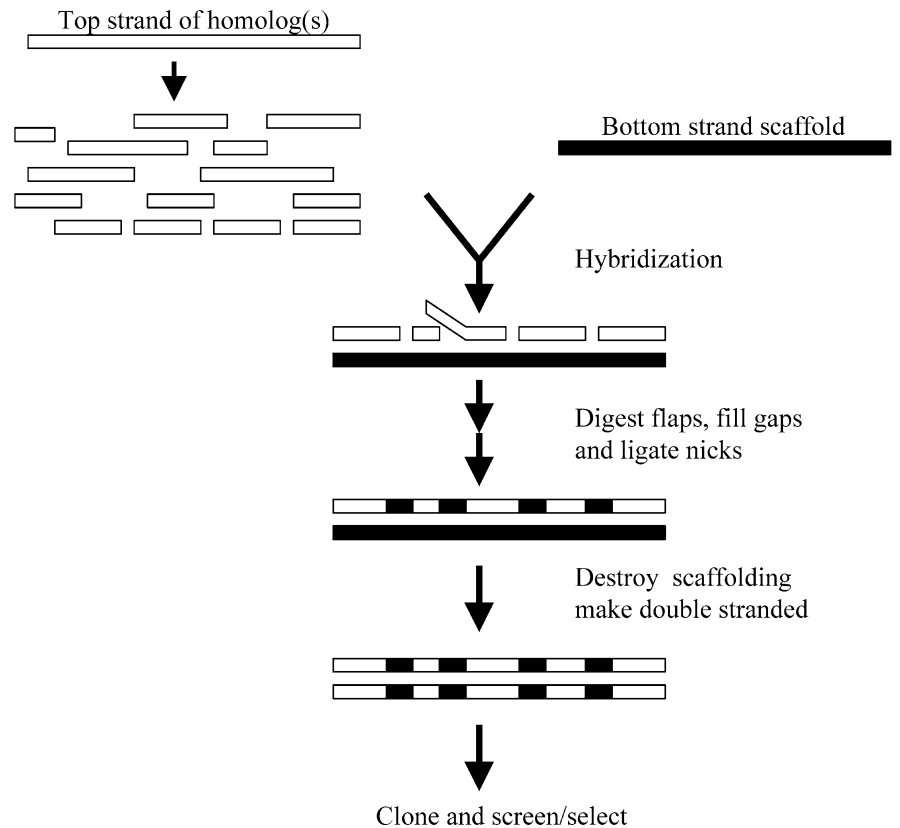 Top strand of homolog(s)
Bottom strand scaffold
Hybridization
Digest flaps, fill gaps
and ligate nicks
Destroy scaffolding
make double stranded
Clone and screen/select